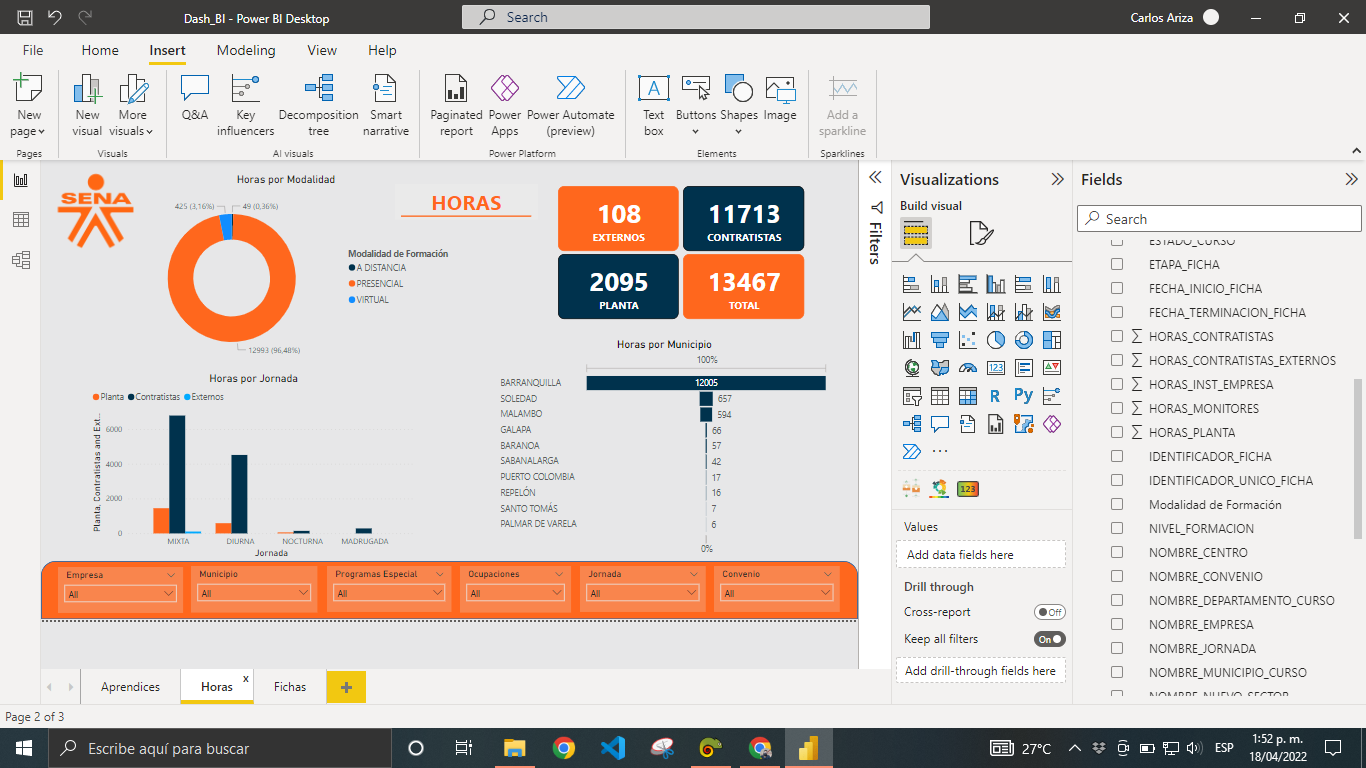 Dash_BI - Power BI Desktop
Search
Carlos Ariza
File
Home
Insert
Modeling
View
Help
New page
New visual
More visuals
Q&A
Key influencers
Decomposition tree
Smart narrative
Paginated report
Power Apps
Power Automate (preview)
Text box
Buttons
Shapes
Image
Add a sparkline
Pages
Visuals
AI visuals
Power Platform
Elements
Sparklines
SENA
Horas por Modalidad
425 (3,16%)
49 (0,36%)
12993 (96,48%)
Modalidad de Formación
A DISTANCIA
PRESENCIAL
VIRTUAL
HORAS
108
EXTERNOS
11713
CONTRATISTAS
2095
PLANTA
13467
TOTAL
Horas por Jornada
Planta Contratistas Externos
Planta, Contratistas and Ext...
6000
4000
2000
0
MIXTA
DIURNA
NOCTURNA
MADRUGADA
Jornada
Horas por Municipio
100%
BARRANQUILLA 12005
SOLEDAD 657
MALAMBO 594
GALAPA 66
BARANOA 57
SABANALARGA 42
PUERTO COLOMBIA 17
REPELÓN 16
SANTO TOMÁS 7
PALMAR DE VARELA 6
0%
Empresa
All
Municipio
All
Programas Especial
All
Ocupaciones
All
Jornada
All
Convenio
All
Filters
Visualizations
Build visual
R
Py
123
123
Values
Add data fields here
Drill through
Cross-report
Off
Keep all filters
On
Add drill-through fields here
Fields
Search
ESTADO_CURSO
ETAPA_FICHA
FECHA_INICIO_FICHA
FECHA_TERMINACION_FICHA
HORAS_CONTRATISTAS
HORAS_CONTRATISTAS_EXTERNOS
HORAS_INST_EMPRESA
HORAS_MONITORES
HORAS_PLANTA
IDENTIFICADOR_FICHA
IDENTIFICADOR_UNICO_FICHA
Modalidad de Formación
NIVEL_FORMACION
NOMBRE_CENTRO
NOMBRE_CONVENIO
NOMBRE_DEPARTAMENTO_CURSO
NOMBRE_EMPRESA
NOMBRE_JORNADA
NOMBRE_MUNICIPIO_CURSO
NOMBRE_NUEVO_SECTOR
Aprendices
Horas
x
Fichas
Page 2 of 3
Escribe aquí para buscar
27°C
ESP
1:52 p. m.
18/04/2022